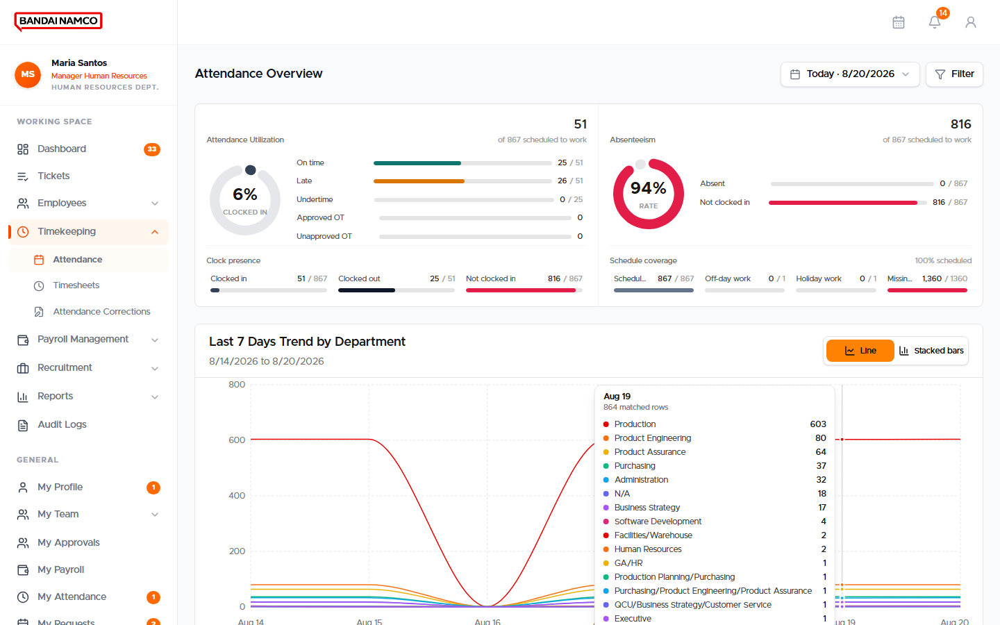 BANDAI NAMCO
14
MS
Maria Santos
Manager Human Resources
HUMAN RESOURCES DEPT.
WORKING SPACE
Dashboard 33
Tickets
Employees
Timekeeping
Attendance
Timesheets
Attendance Corrections
Payroll Management
Recruitment
Reports
Audit Logs
GENERAL
My Profile 1
My Team
My Approvals
My Payroll
My Attendance 1
My Requests 2
Attendance Overview
Today · 8/20/2026
Filter
51
Attendance Utilization of 867 scheduled to work
6%
CLOCKED IN
On time 25 / 51
Late 26 / 51
Undertime 0 / 25
Approved OT 0
Unapproved OT 0
Clock presence
Clocked in 51 / 867
Clocked out 25 / 51
Not clocked in 816 / 867
816
Absenteeism of 867 scheduled to work
94%
RATE
Absent 0 / 867
Not clocked in 816 / 867
Schedule coverage 100% scheduled
Schedul... 867 / 867
Off-day work 0 / 1
Holiday work 0 / 1
Missin... 1,360 / 1360
Last 7 Days Trend by Department
8/14/2026 to 8/20/2026
Line
Stacked bars
800
600
400
200
0
Aug 14
Aug 15
Aug 16
ug 19
Aug 20
Aug 19
864 matched rows
Production 603
Product Engineering 80
Product Assurance 64
Purchasing 37
Administration 32
N/A 18
Business Strategy 17
Software Development 4
Facilities/Warehouse 2
Human Resources 2
GA/HR 1
Production Planning/Purchasing 1
Purchasing/Product Engineering/Product Assurance 1
QCU/Business Strategy/Customer Service 1
Executive 1